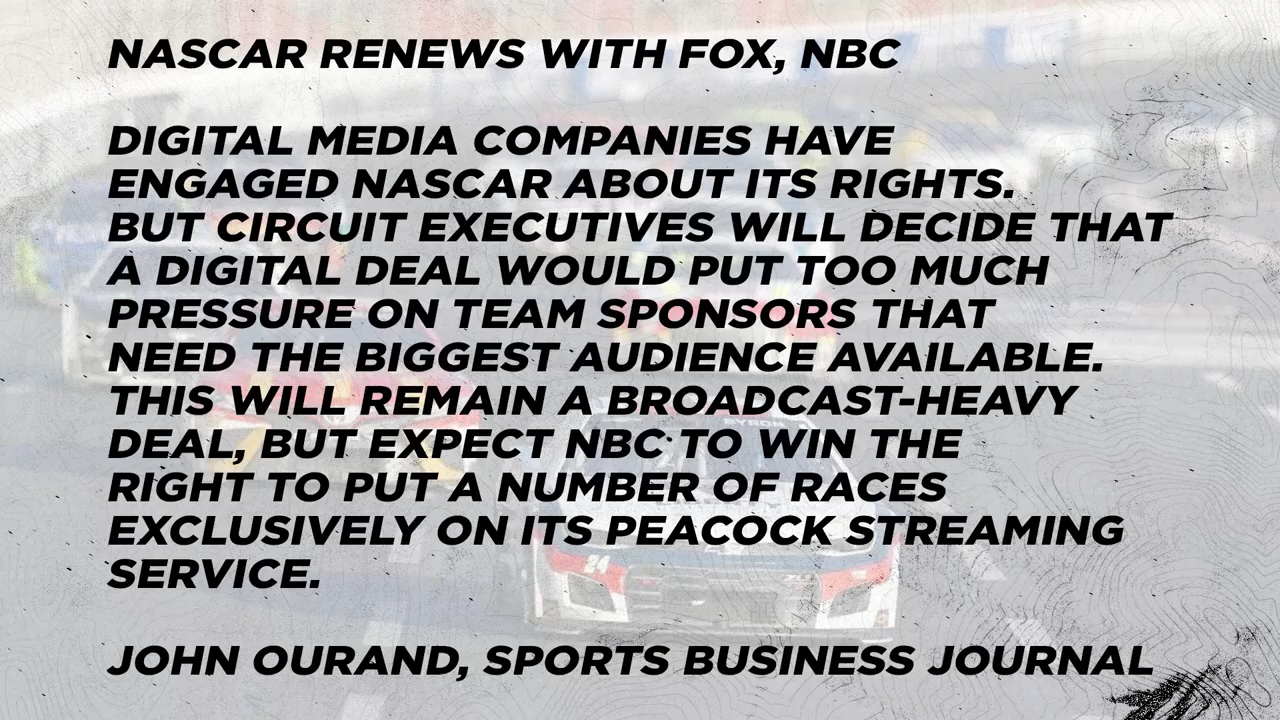 NASCAR RENEWS WITH FOX, NBC
DIGITAL MEDIA COMPANIES HAVE
ENGAGED NASCAR ABOUT ITS RIGHTS.
BUT CIRCUIT EXECUTIVES WILL DECIDE THAT
A DIGITAL DEAL WOULD PUT TOO MUCH
PRESSURE ON TEAM SPONSORS THAT
NEED THE BIGGEST AUDIENCE AVAILABLE.
THIS WILL REMAIN A BROADCAST-HEAVY
DEAL, BUT EXPECT NBC TO WIN THE
RIGHT TO PUT A NUMBER OF RACES
EXCLUSIVELY ON ITS PEACOCK STREAMING
SERVICE.
JOHN OURAND, SPORTS BUSINESS JOURNAL
BYRON
24